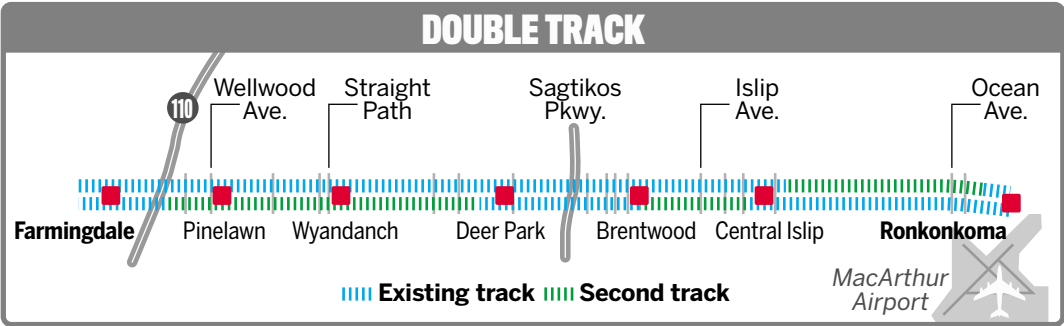 DOUBLE TRACK
110
Wellwood
Ave.
Straight
Path
Sagtikos
Pkwy.
Islip
Ave.
Ocean
Ave.
Farmingdale
Pinelawn
Wyandanch
Deer Park
Brentwood
Central Islip
Ronkonkoma
Existing track
Second track
MacArthur
Airport